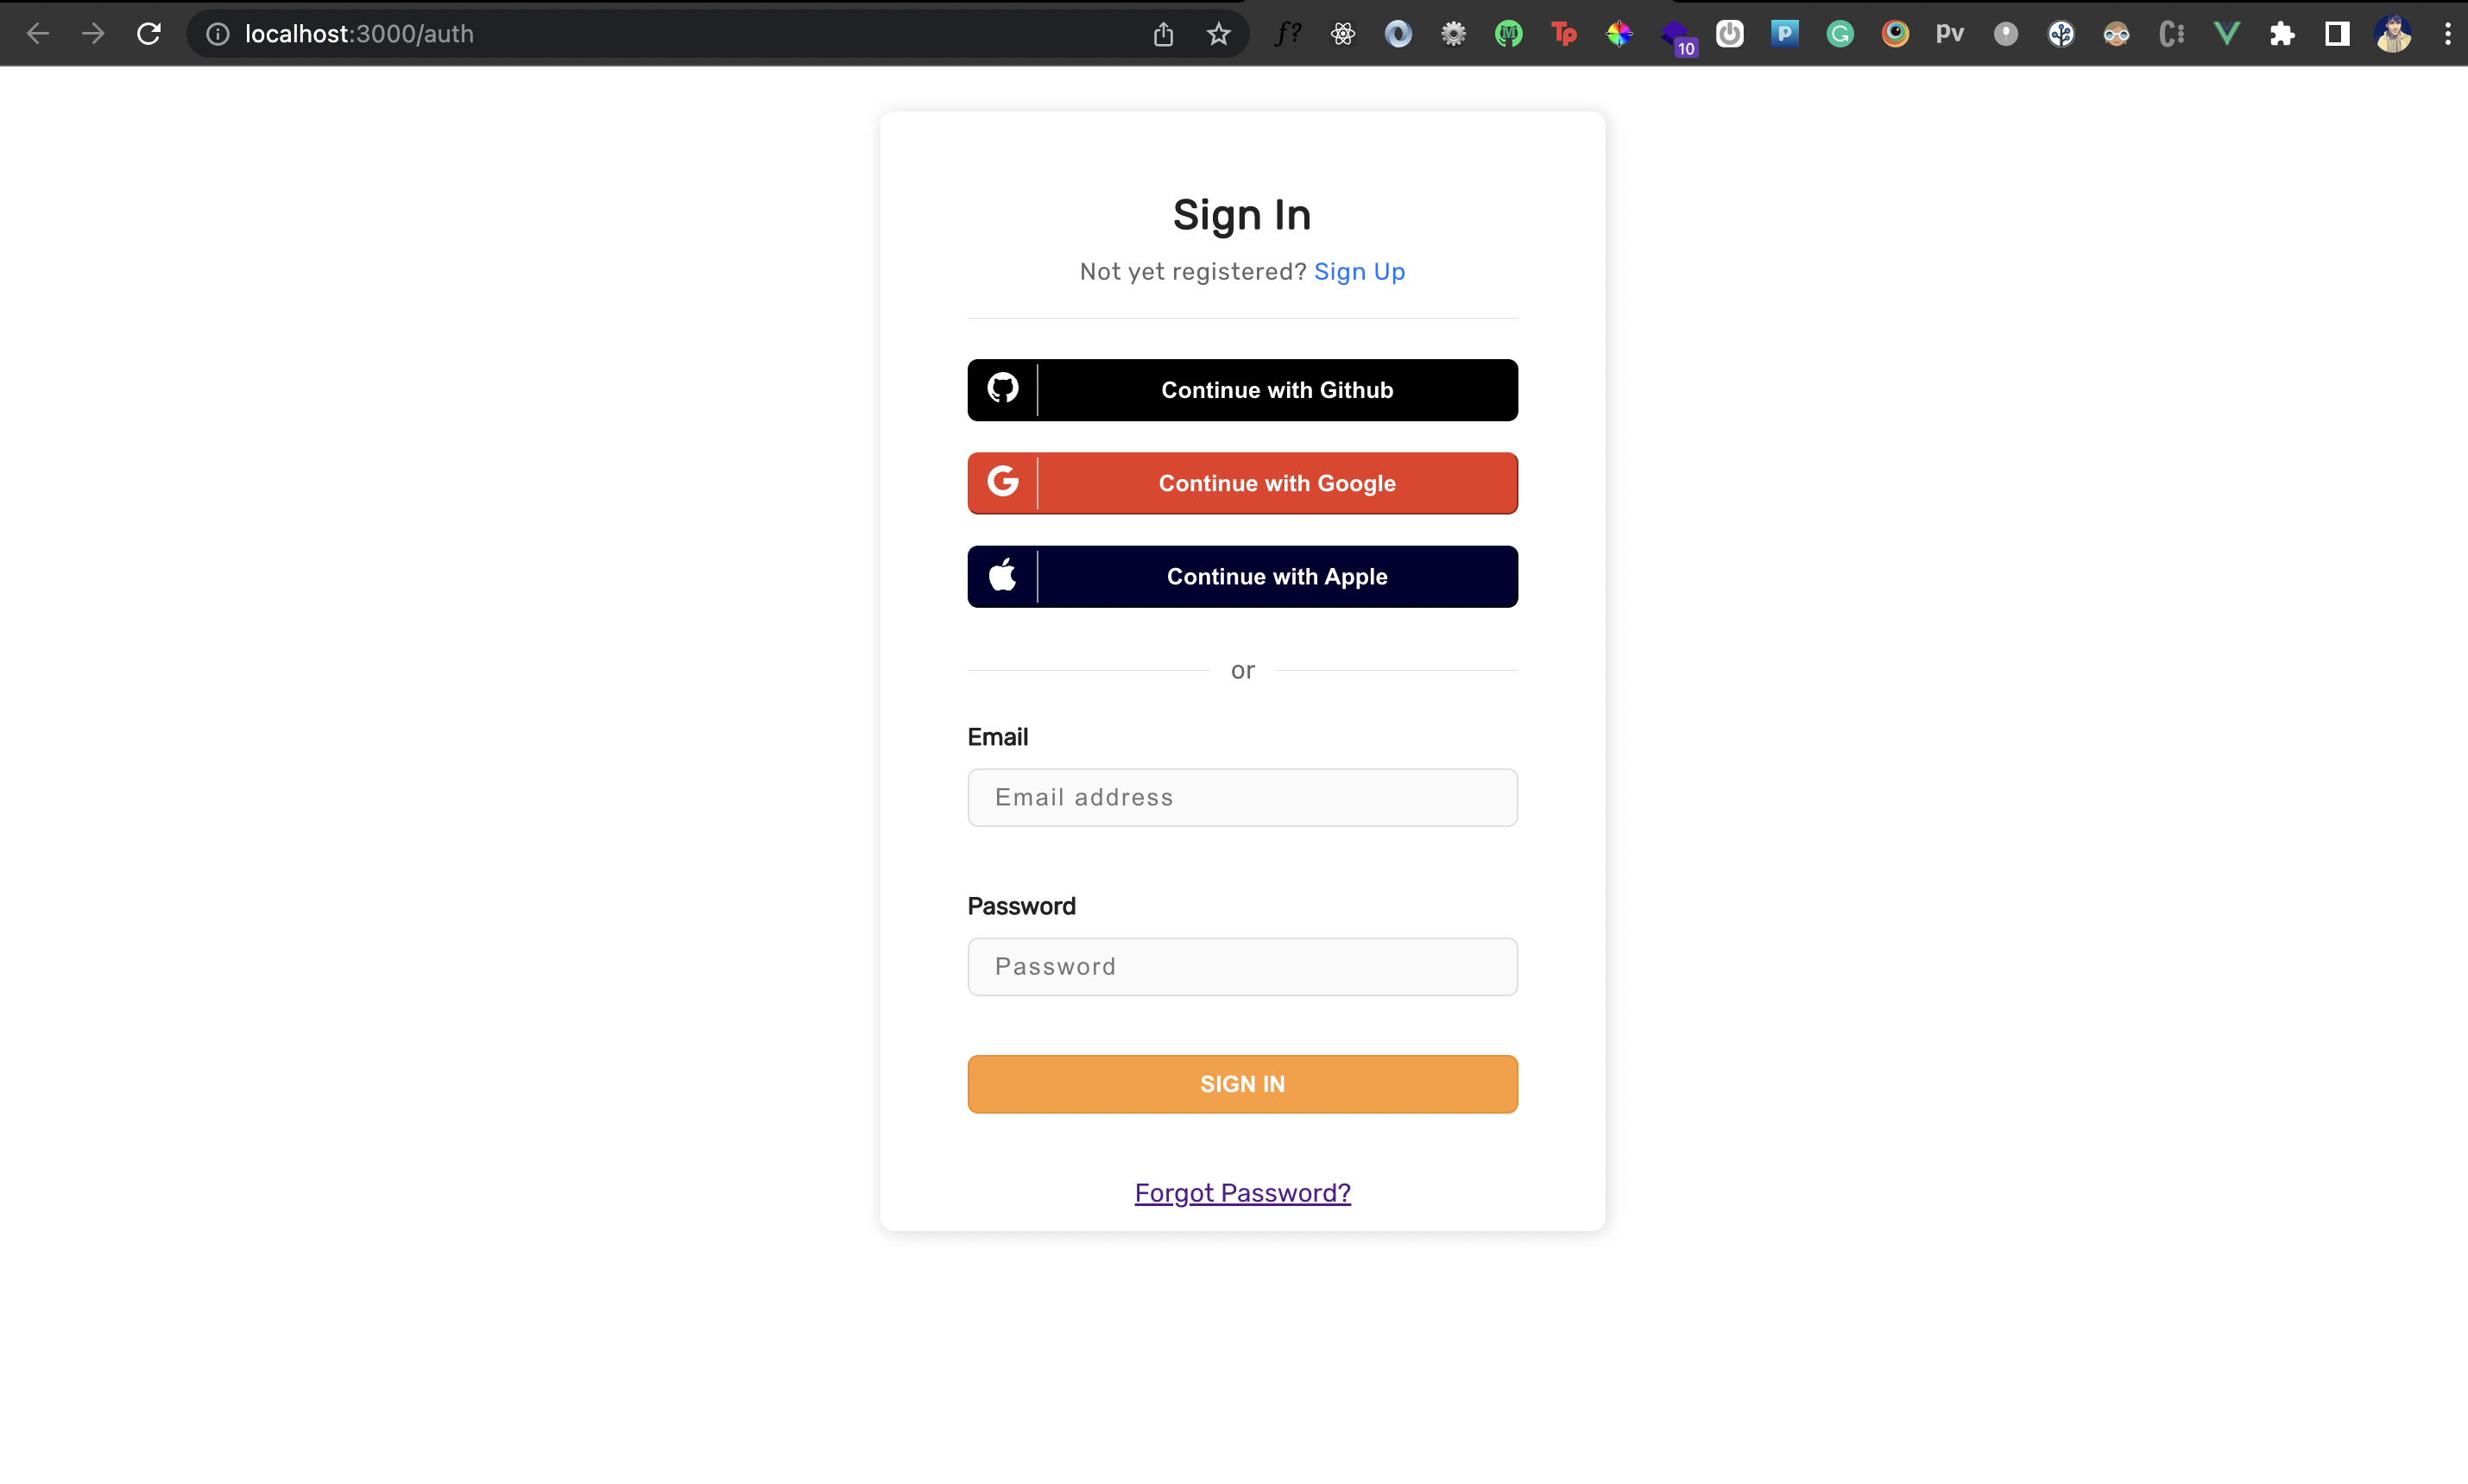 localhost:3000/auth
f?
Tp
10
P
G
pv
Sign In
Not yet registered? Sign Up
Continue with Github
Continue with Google
Continue with Apple
or
Email
Email address
Password
Password
SIGN IN
Forgot Password?